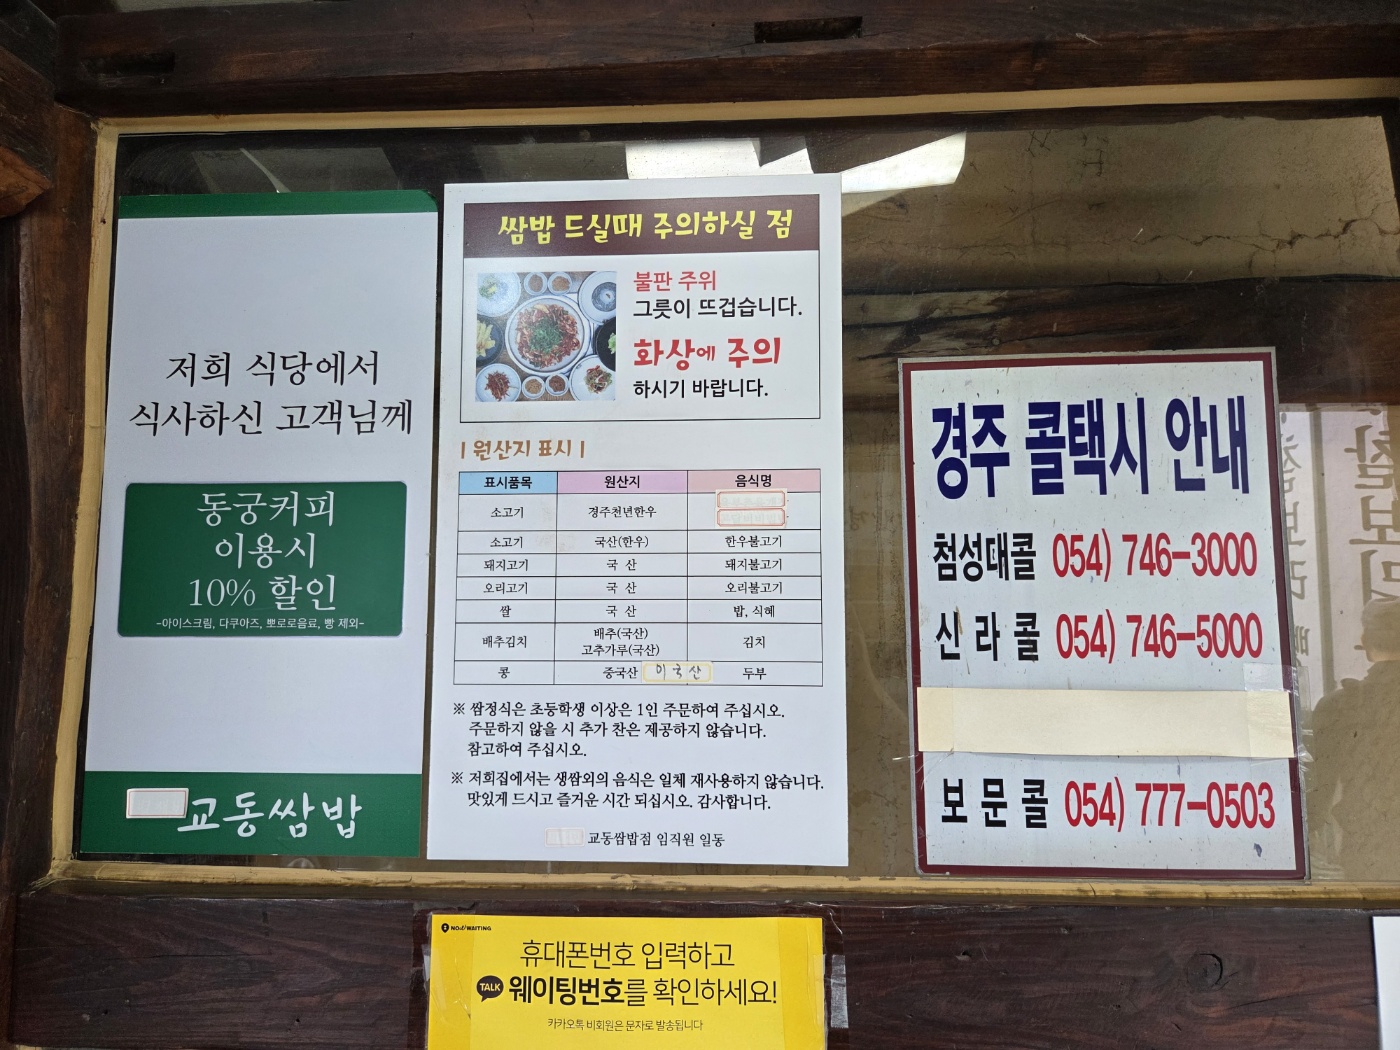 저희 식당에서
식사하신 고객님께
동궁커피
이용시
10% 할인
-아이스크림, 다쿠아즈, 뽀로로음료, 빵 제외-
교동쌈밥
쌈밥 드실때 주의하실 점
불판 주위
그릇이 뜨겁습니다.
화상에 주의
하시기 바랍니다.
| 원산지 표시 |
표시품목 원산지 음식명
소고기 경주천년한우
소고기 국산(한우) 한우불고기
돼지고기 국 산 돼지불고기
오리고기 국 산 오리불고기
쌀 국 산 밥, 식혜
배추김치 배추(국산) 고추가루(국산) 김치
콩 중국산 미국산 두부
※ 쌈정식은 초등학생 이상은 1인 주문하여 주십시오.
주문하지 않을 시 추가 찬은 제공하지 않습니다.
참고하여 주십시오.
※ 저희집에서는 생쌈외의 음식은 일체 재사용하지 않습니다.
맛있게 드시고 즐거운 시간 되십시오. 감사합니다.
교동쌈밥점 임직원 일동
경주 콜택시 안내
첨성대콜 054) 746-3000
신 라 콜 054) 746-5000
보 문 콜 054) 777-0503
NOWWAITING
휴대폰번호 입력하고
TALK 웨이팅번호를 확인하세요!
카카오톡 비회원은 문자로 발송됩니다